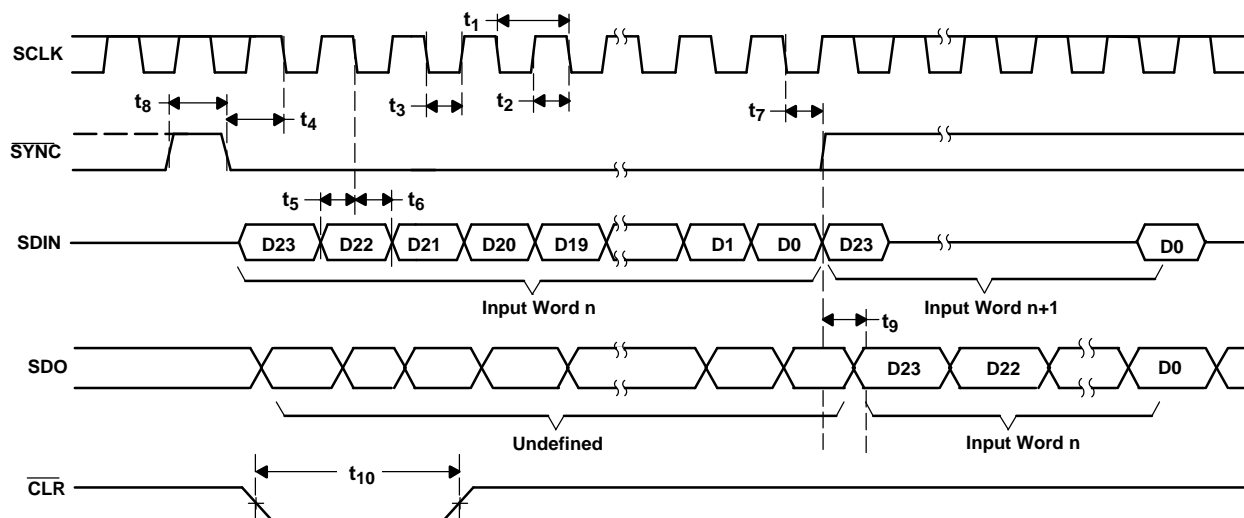 t1
SCLK
t8
t4
t3
t2
t7
SYNC
t5
t6
SDIN
D23
D22
D21
D20
D19
D1
D0
D23
D0
Input Word n
Input Word n+1
t9
SDO
D23
D22
D0
Undefined
Input Word n
t10
CLR